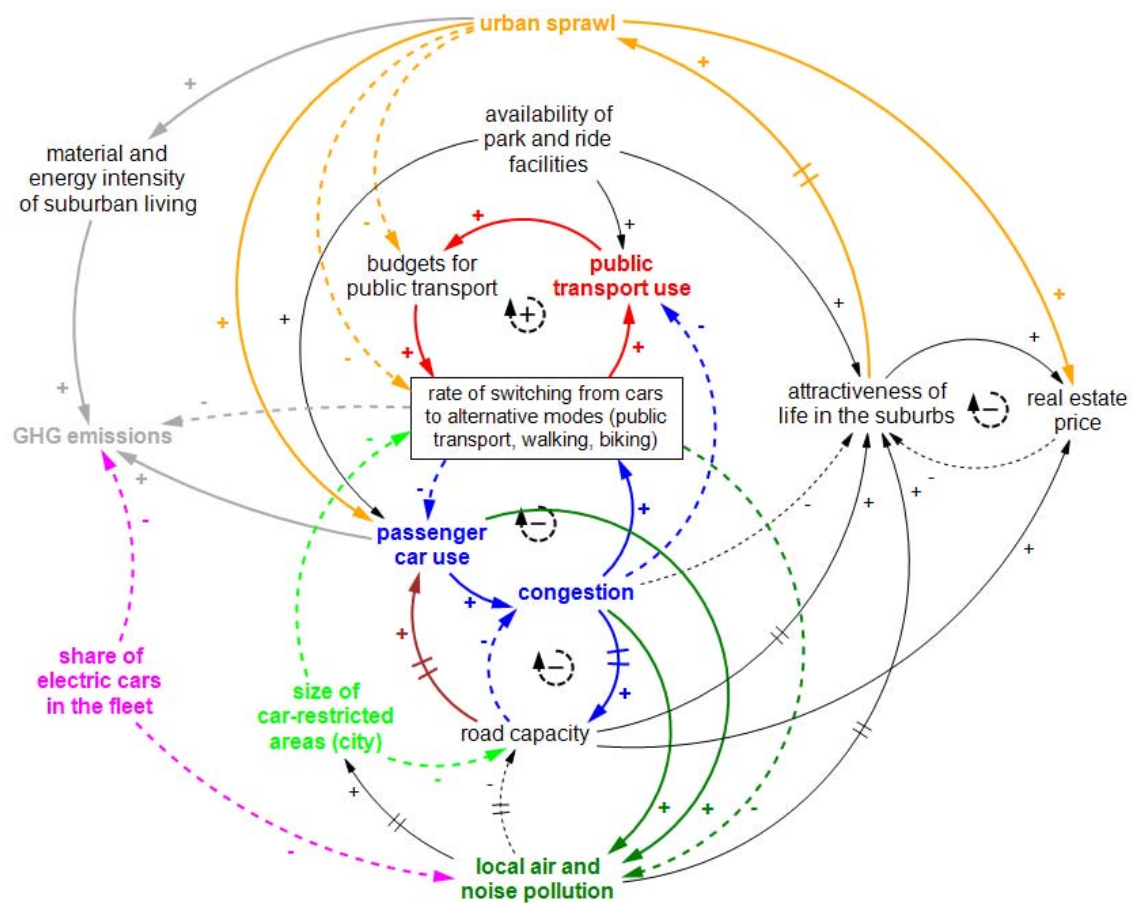 urban sprawl
+
+
availability of
park and ride
facilities
material and
energy intensity
of suburban living
+
-
+
budgets for
public transport
public
transport use
+
+
+
+
+
-
+
+
-
+
+
-
rate of switching from cars
to alternative modes (public
transport, walking, biking)
attractiveness of
life in the suburbs
-
real estate
price
-
-
GHG emissions
+
-
-
+
-
+
+
-
-
+
passenger
car use
-
congestion
+
+
-
+
-
+
share of
electric cars
in the fleet
size of
car-restricted
areas (city)
road capacity
-
-
+
+
+
-
-
local air and
noise pollution